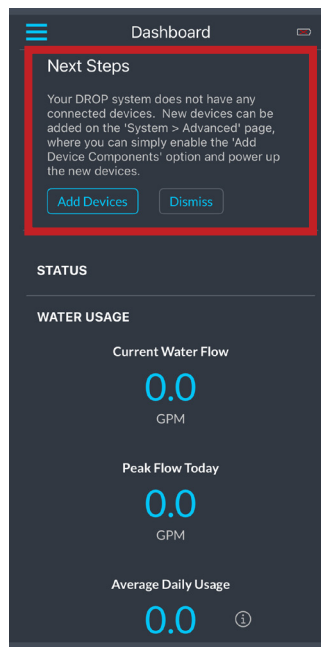 Dashboard
Next Steps
Your DROP system does not have any
connected devices. New devices can be
added on the 'System > Advanced' page,
where you can simply enable the 'Add
Device Components' option and power up
the new devices.
Add Devices
Dismiss
STATUS
WATER USAGE
Current Water Flow
0.0
GPM
Peak Flow Today
0.0
GPM
Average Daily Usage
0.0